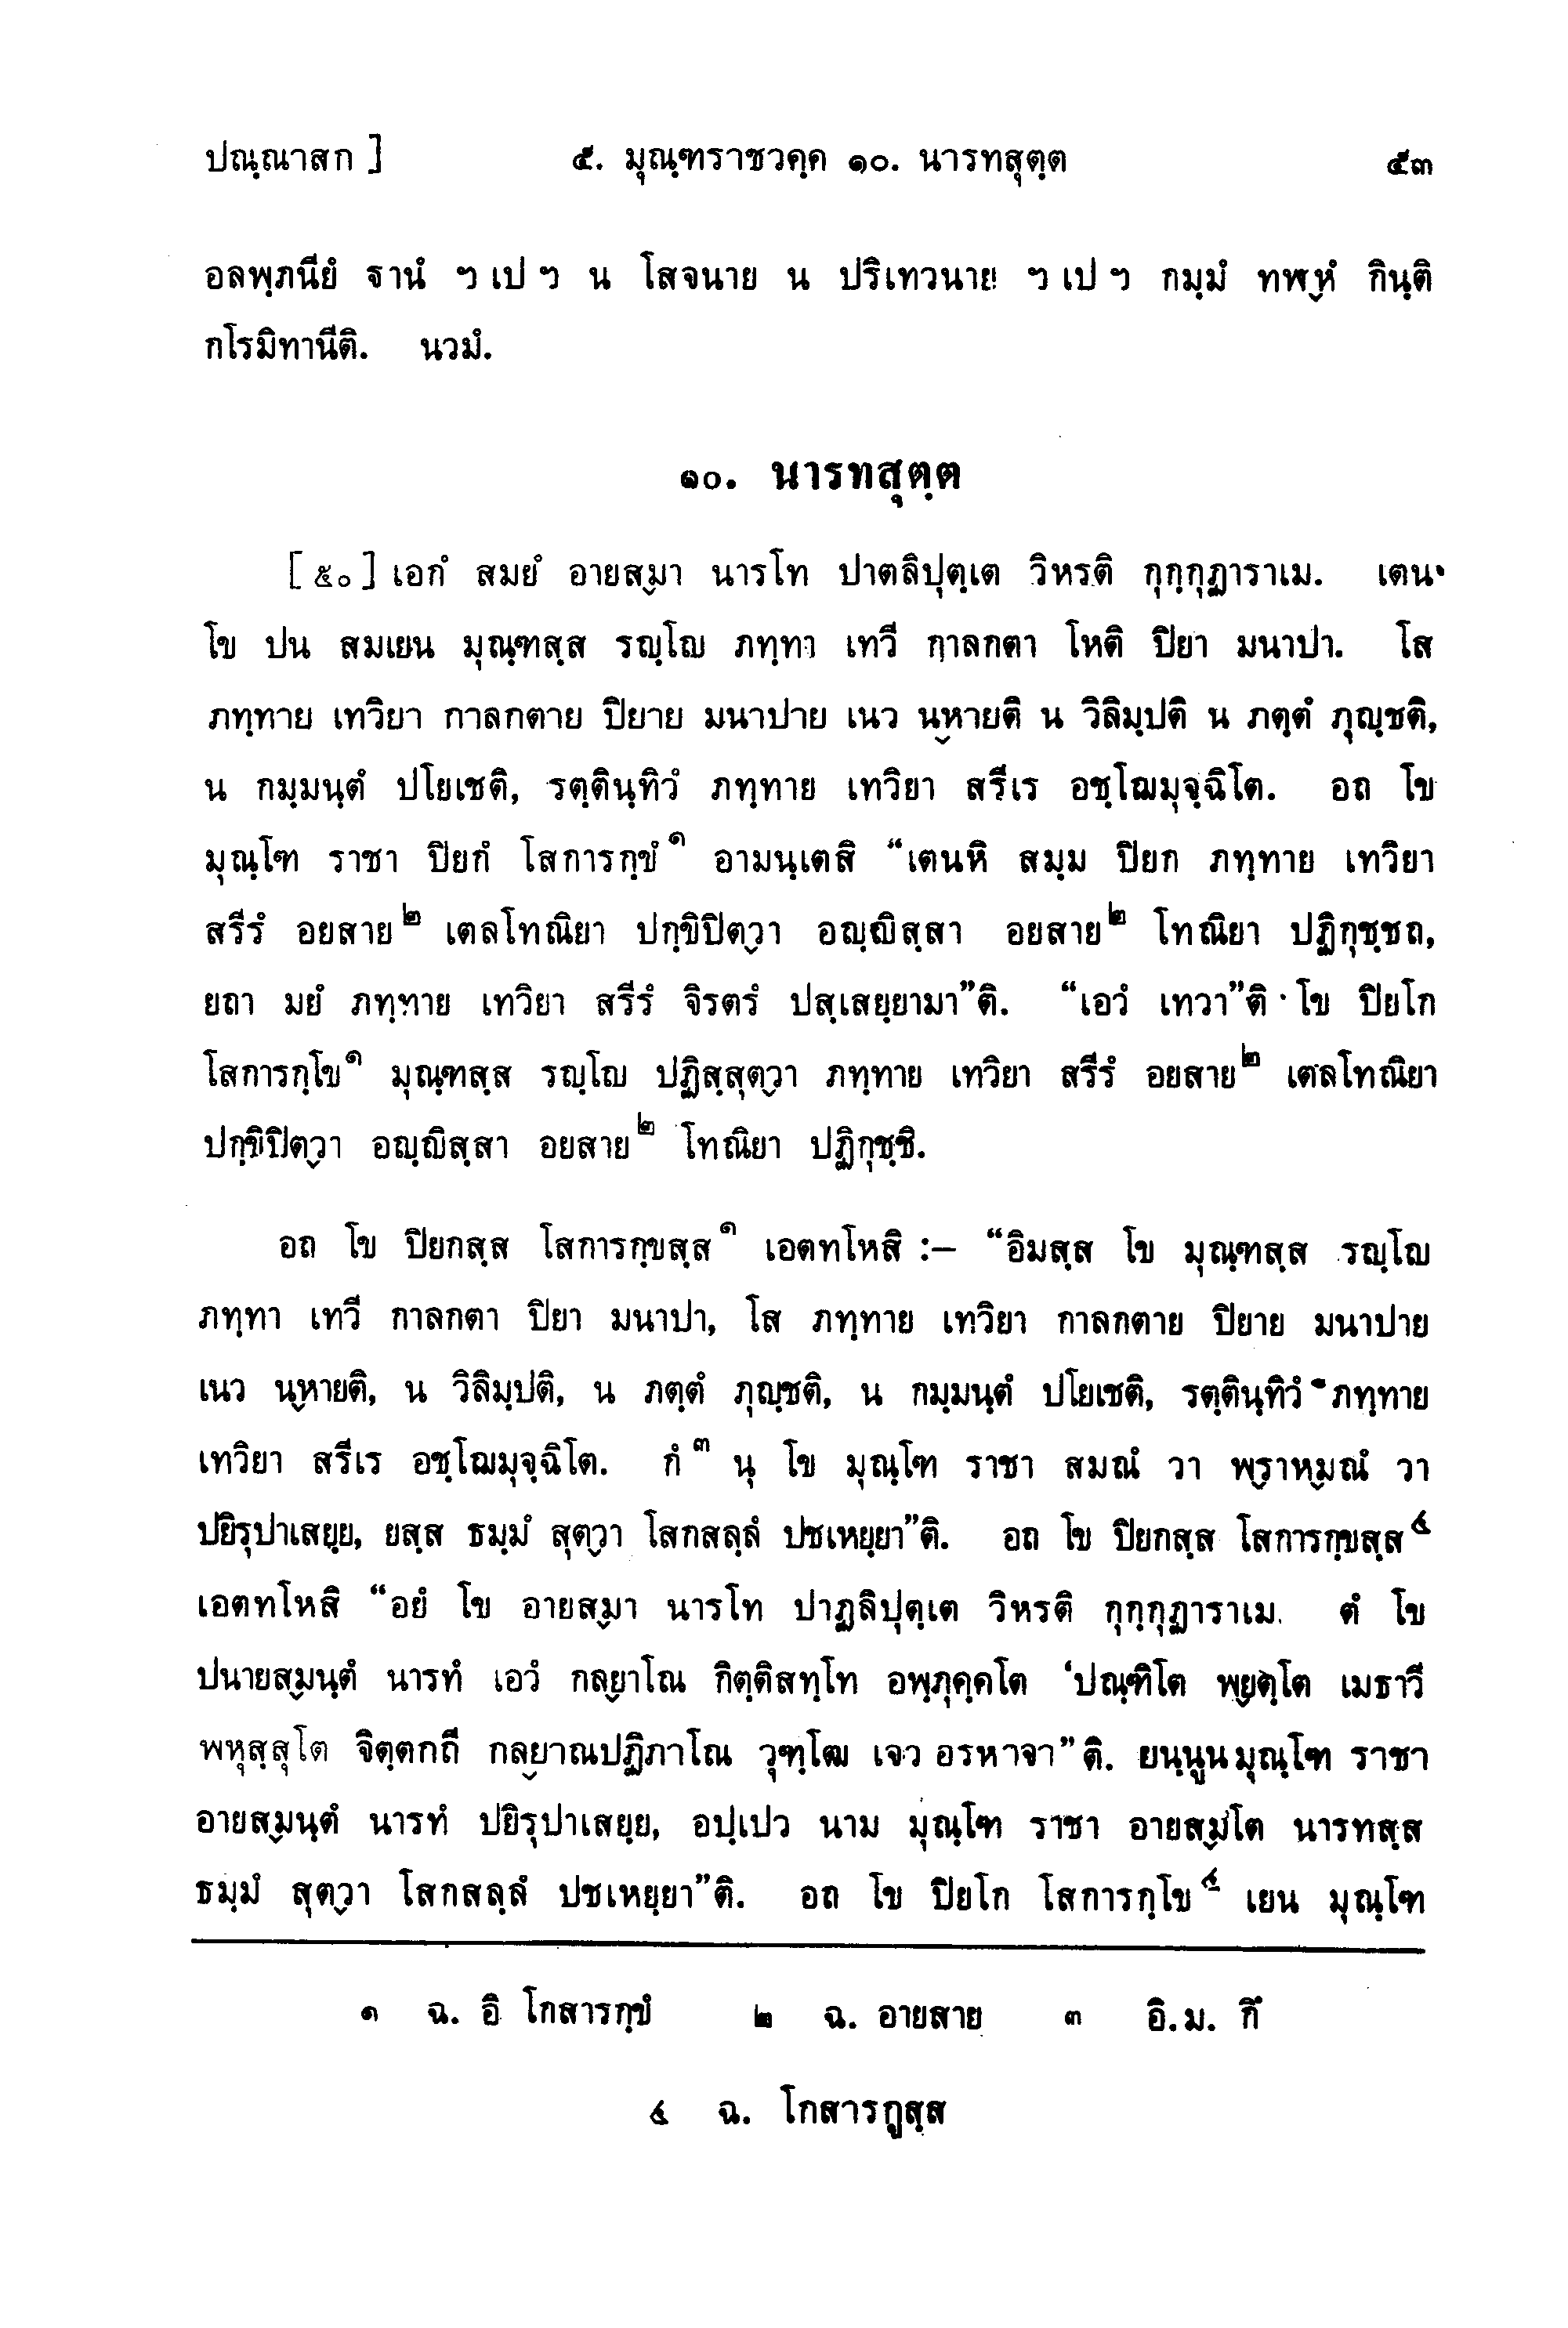 ปณฺณาสก ] ๕. มุณฺฑราชวคฺค ๑๐. นารทสุตฺต ๕๓
อลพฺภนียํ ฐานํ ฯ เป ฯ น โสจนาย น ปริเทวนาย ฯ เป ฯ กมฺมํ ทฬฺหํ กินฺติ
กโรมิทานีติ. นวมํ.
๑๐. นารทสุตฺต
[ ๕๐ ] เอกํ สมยํ อายสฺมา นารโท ปาตลิปุตฺเต วิหรติ กุกฺกุฏาราเม. เตน
โข ปน สมเยน มุณฺฑสฺส รญฺโญ ภทฺทา เทวี กาลกตา โหติ ปิยา มนาปา. โส
ภทฺทาย เทวิยา กาลกตาย ปิยาย มนาปาย เนว นฺหายติ น วิลิมฺปติ น ภตฺตํ ภุญฺชติ,
น กมฺมนฺตํ ปโยเชติ, รตฺตินฺทิวํ ภทฺทาย เทวิยา สรีเร อชฺโฌมุจฺฉิโต. อถ โข
มุณฺโฑ ราชา ปิยกํ โสการกฺขํ๑ อามนฺเตสิ “เตนหิ สมฺม ปิยก ภทฺทาย เทวิยา
สรีรํ อยสาย๒ เตลโทณิยา ปกฺขิปิตฺวา อญฺญิสฺสา อยสาย๒ โทณิยา ปฏิกุชฺชถ,
ยถา มยํ ภทฺทาย เทวิยา สรีรํ จิรตรํ ปสฺเสยฺยามา”ติ. “เอวํ เทวา”ติ โข ปิยโก
โสการกฺโข๑ มุณฺฑสฺส รญฺโญ ปฏิสฺสุตฺวา ภทฺทาย เทวิยา สรีรํ อยสาย๒ เตลโทณิยา
ปกฺขิปิตฺวา อญฺญิสฺสา อยสาย๒ โทณิยา ปฏิกุชฺชิ.
อถ โข ปิยกสฺส โสการกฺขสฺส๑ เอตทโหสิ :– “อิมสฺส โข มุณฺฑสฺส รญฺโญ
ภทฺทา เทวี กาลกตา ปิยา มนาปา, โส ภทฺทาย เทวิยา กาลกตาย ปิยาย มนาปาย
เนว นฺหายติ, น วิลิมฺปติ, น ภตฺตํ ภุญฺชติ, น กมฺมนฺตํ ปโยเชติ, รตฺตินฺทิวํ ภทฺทาย
เทวิยา สรีเร อชฺโฌมุจฺฉิโต. กํ๓ นุ โข มุณฺโฑ ราชา สมณํ วา พฺราหฺมณํ วา
ปยิรุปาเสยฺย, ยสฺส ธมฺมํ สุตฺวา โสกสลฺลํ ปชเหยฺยา”ติ. อถ โข ปิยกสฺส โสการกฺขสฺส๔
เอตทโหสิ “อยํ โข อายสฺมา นารโท ปาฏลิปุตฺเต วิหรติ กุกฺกุฏาราเม. ตํ โข
ปนายสฺมนฺตํ นารทํ เอวํ กลฺยาโณ กิตฺติสทฺโท อพฺภุคฺคโต ‘ปณฺฑิโต พฺยตฺโต เมธาวี
พหุสฺสุโต จิตฺตกถี กลฺยาณปฏิภาโณ วุฑฺโฒ เจว อรหาจา”ติ. ยนฺนูน มุณฺโฑ ราชา
อายสฺมนฺตํ นารทํ ปยิรุปาเสยฺย, อปฺเปว นาม มุณฺโฑ ราชา อายสฺมโต นารทสฺส
ธมฺมํ สุตฺวา โสกสลฺลํ ปชเหยฺยา”ติ. อถ โข ปิยโก โสการกฺโข๔ เยน มุณฺโฑ
๑ ฉ. อิ โกสารกฺขํ ๒ ฉ. อายสาย ๓ อิ.ม. กึ
๔ ฉ. โกสารกฺขสฺส